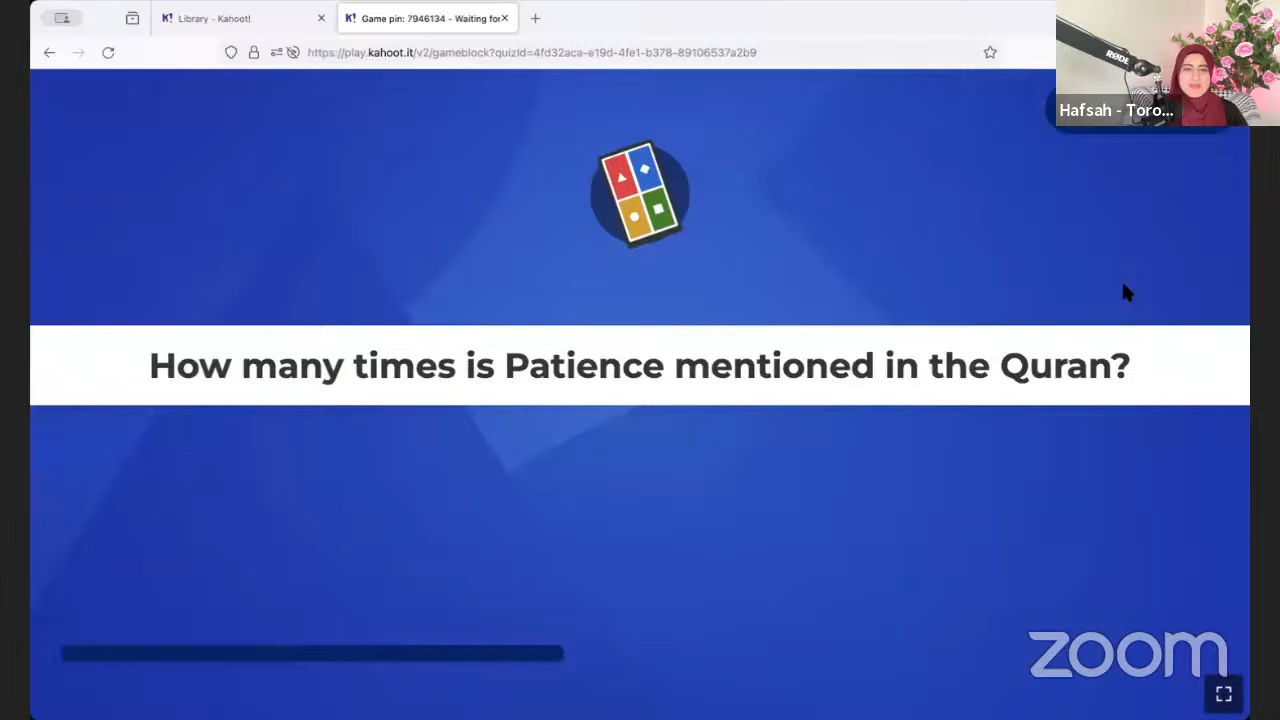 Library - Kahoot!
Game pin: 7946134 - Waiting for
https://play.kahoot.it/v2/gameblock?quizId=4fd32aca-e19d-4fe1-b378-89106537a2b9
RØDE
Hafsah - Toro...
How many times is Patience mentioned in the Quran?
zoom